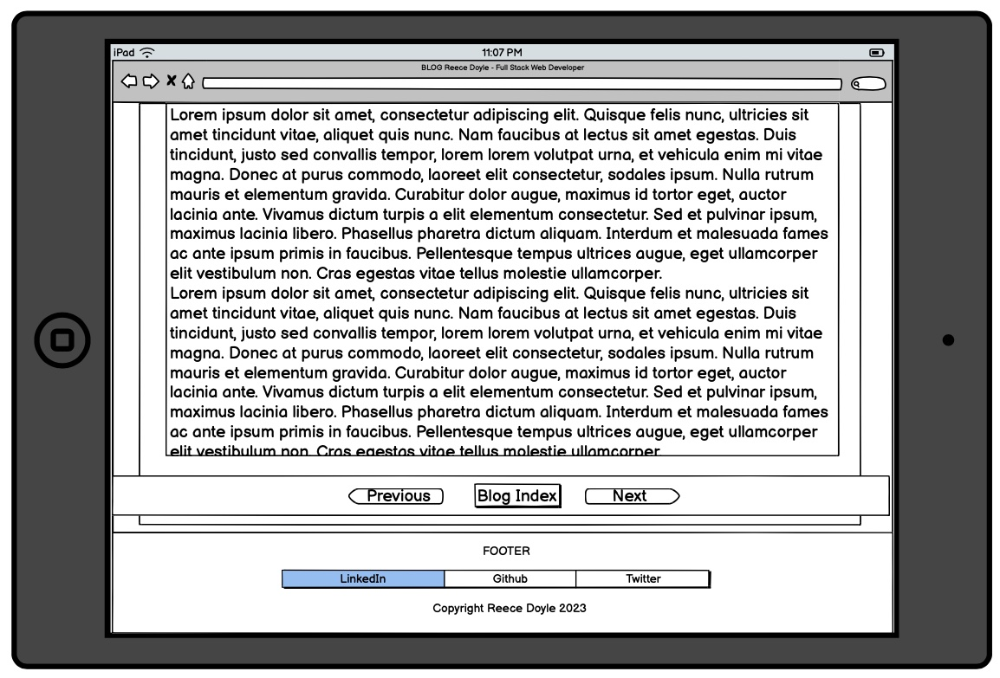 iPad
11:07 PM
BLOG Reece Doyle - Full Stack Web Developer
Lorem ipsum dolor sit amet, consectetur adipiscing elit. Quisque felis nunc, ultricies sit
amet tincidunt vitae, aliquet quis nunc. Nam faucibus at lectus sit amet egestas. Duis
tincidunt, justo sed convallis tempor, lorem lorem volutpat urna, et vehicula enim mi vitae
magna. Donec at purus commodo, laoreet elit consectetur, sodales ipsum. Nulla rutrum
mauris et elementum gravida. Curabitur dolor augue, maximus id tortor eget, auctor
lacinia ante. Vivamus dictum turpis a elit elementum consectetur. Sed et pulvinar ipsum,
maximus lacinia libero. Phasellus pharetra dictum aliquam. Interdum et malesuada fames
ac ante ipsum primis in faucibus. Pellentesque tempus ultrices augue, eget ullamcorper
elit vestibulum non. Cras egestas vitae tellus molestie ullamcorper.
Lorem ipsum dolor sit amet, consectetur adipiscing elit. Quisque felis nunc, ultricies sit
amet tincidunt vitae, aliquet quis nunc. Nam faucibus at lectus sit amet egestas. Duis
tincidunt, justo sed convallis tempor, lorem lorem volutpat urna, et vehicula enim mi vitae
magna. Donec at purus commodo, laoreet elit consectetur, sodales ipsum. Nulla rutrum
mauris et elementum gravida. Curabitur dolor augue, maximus id tortor eget, auctor
lacinia ante. Vivamus dictum turpis a elit elementum consectetur. Sed et pulvinar ipsum,
maximus lacinia libero. Phasellus pharetra dictum aliquam. Interdum et malesuada fames
ac ante ipsum primis in faucibus. Pellentesque tempus ultrices augue, eget ullamcorper
elit vestibulum non. Cras egestas vitae tellus molestie ullamcorper.
Previous
Blog Index
Next
FOOTER
LinkedIn
Github
Twitter
Copyright Reece Doyle 2023